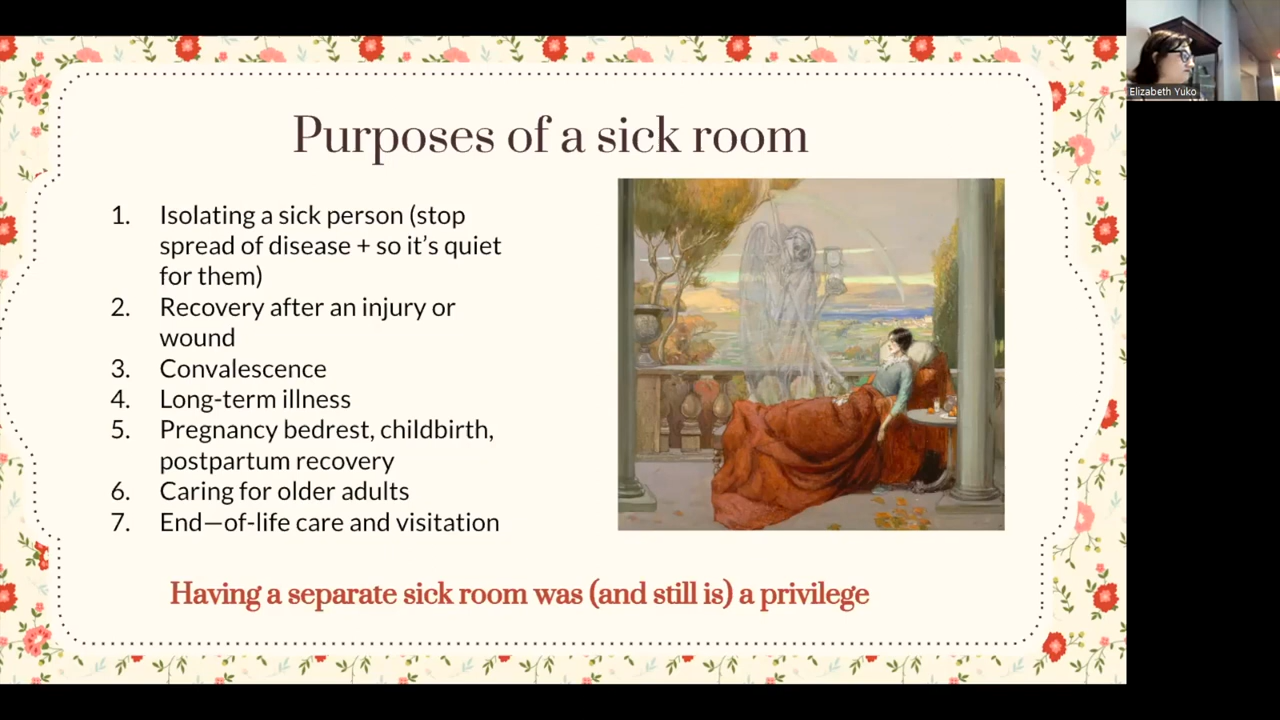 Purposes of a sick room
1. Isolating a sick person (stop
spread of disease + so it’s quiet
for them)
2. Recovery after an injury or
wound
3. Convalescence
4. Long-term illness
5. Pregnancy bedrest, childbirth,
postpartum recovery
6. Caring for older adults
7. End—of-life care and visitation
Having a separate sick room was (and still is) a privilege
Elizabeth Yuko